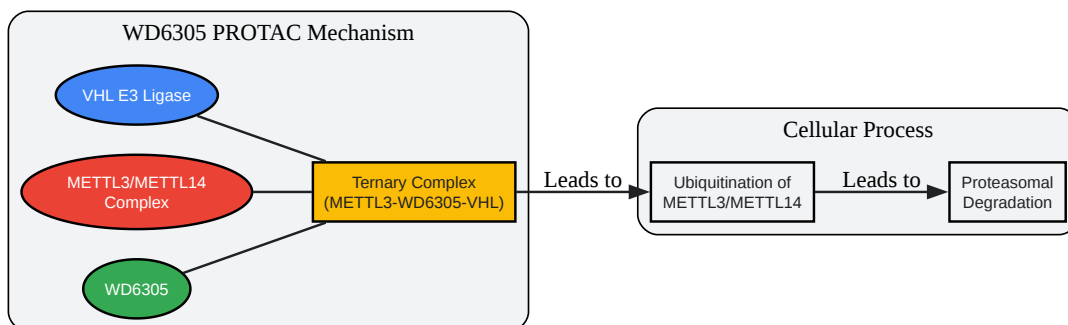 WD6305 PROTAC Mechanism
VHL E3 Ligase
METTL3/METTL14
Complex
WD6305
Ternary Complex
(METTL3-WD6305-VHL)
Leads to
Cellular Process
Ubiquitination of
METTL3/METTL14
Leads to
Proteasomal
Degradation